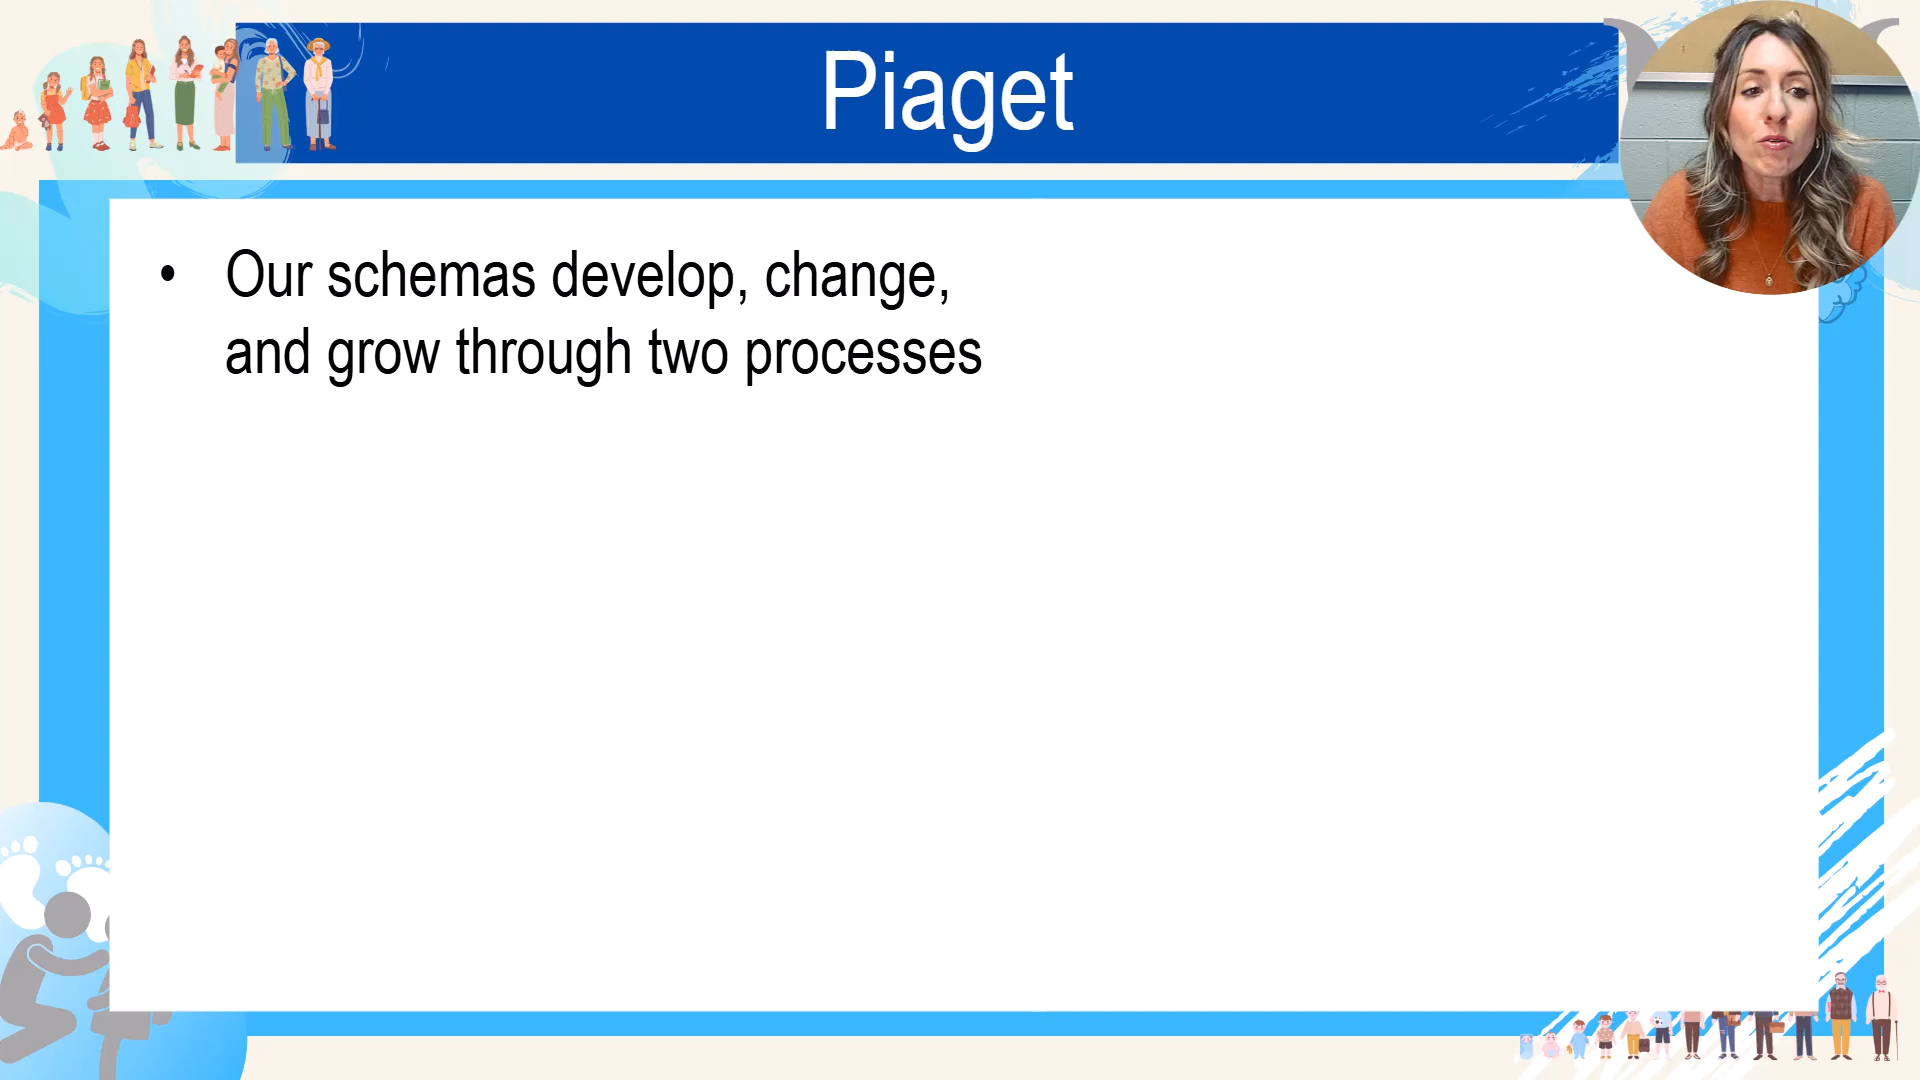 Piaget
• Our schemas develop, change,
and grow through two processes